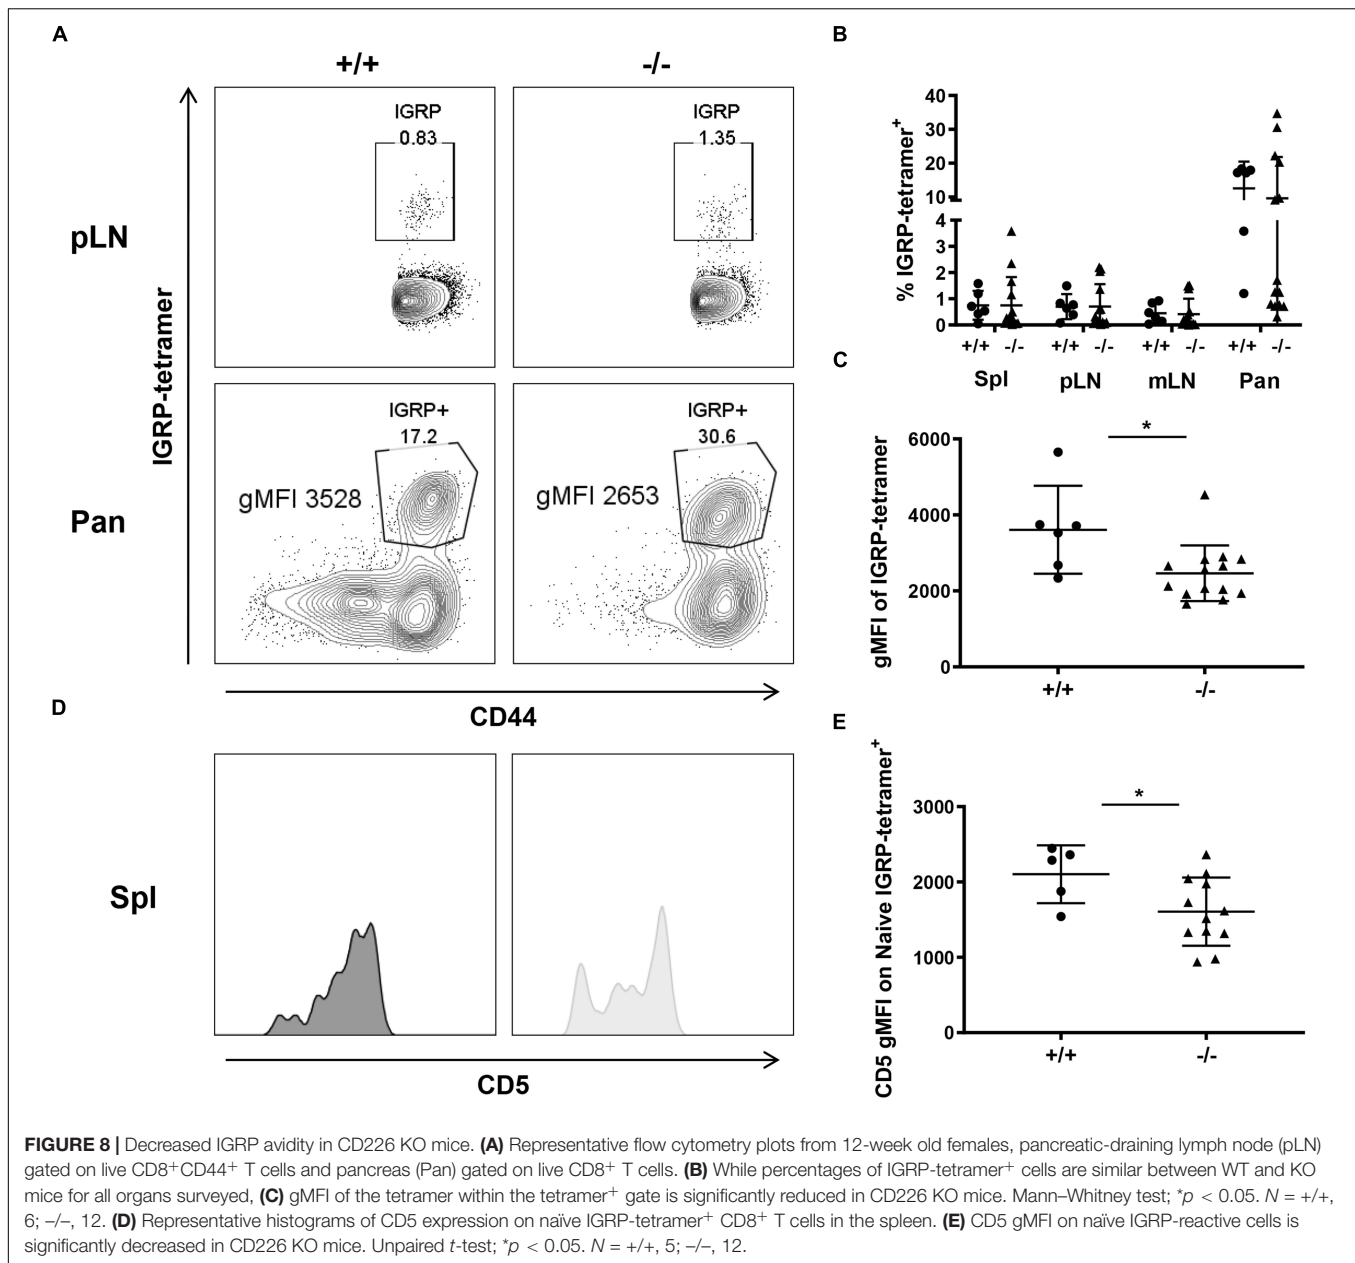 A
+/+
-/-
IGRP-tetramer
pLN
IGRP
0.83
IGRP
1.35
Pan
IGRP+
17.2
gMFI 3528
IGRP+
30.6
gMFI 2653
CD44
B
% IGRP-tetramer+
40
30
20
10
4
3
2
1
0
+/+ -/- +/+ -/- +/+ -/- +/+ -/-
Spl pLN mLN Pan
C
gMFI of IGRP-tetramer
6000
4000
2000
0
*
+/+ -/-
D
Spl
CD5
E
CD5 gMFI on Naive IGRP-tetramer+
3000
2000
1000
0
*
+/+ -/-
FIGURE 8 | Decreased IGRP avidity in CD226 KO mice. (A) Representative flow cytometry plots from 12-week old females, pancreatic-draining lymph node (pLN)
gated on live CD8+CD44+ T cells and pancreas (Pan) gated on live CD8+ T cells. (B) While percentages of IGRP-tetramer+ cells are similar between WT and KO
mice for all organs surveyed, (C) gMFI of the tetramer within the tetramer+ gate is significantly reduced in CD226 KO mice. Mann–Whitney test; *p < 0.05. N = +/+,
6; –/–, 12. (D) Representative histograms of CD5 expression on naïve IGRP-tetramer+ CD8+ T cells in the spleen. (E) CD5 gMFI on naïve IGRP-reactive cells is
significantly decreased in CD226 KO mice. Unpaired t-test; *p < 0.05. N = +/+, 5; –/–, 12.